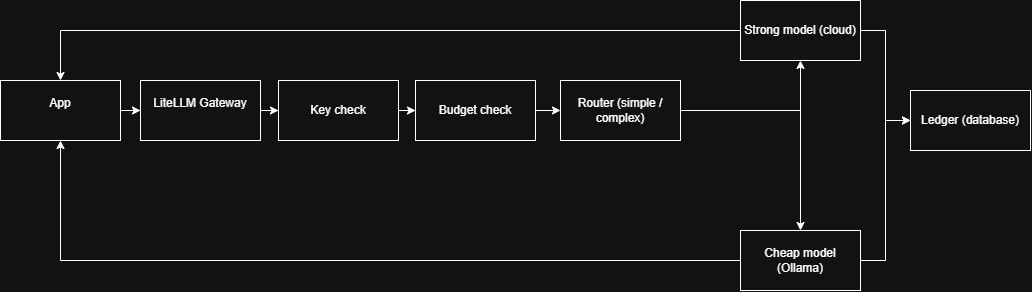 Strong model (cloud)
App
LiteLLM Gateway
Key check
Budget check
Router (simple /
complex)
Ledger (database)
Cheap model
(Ollama)